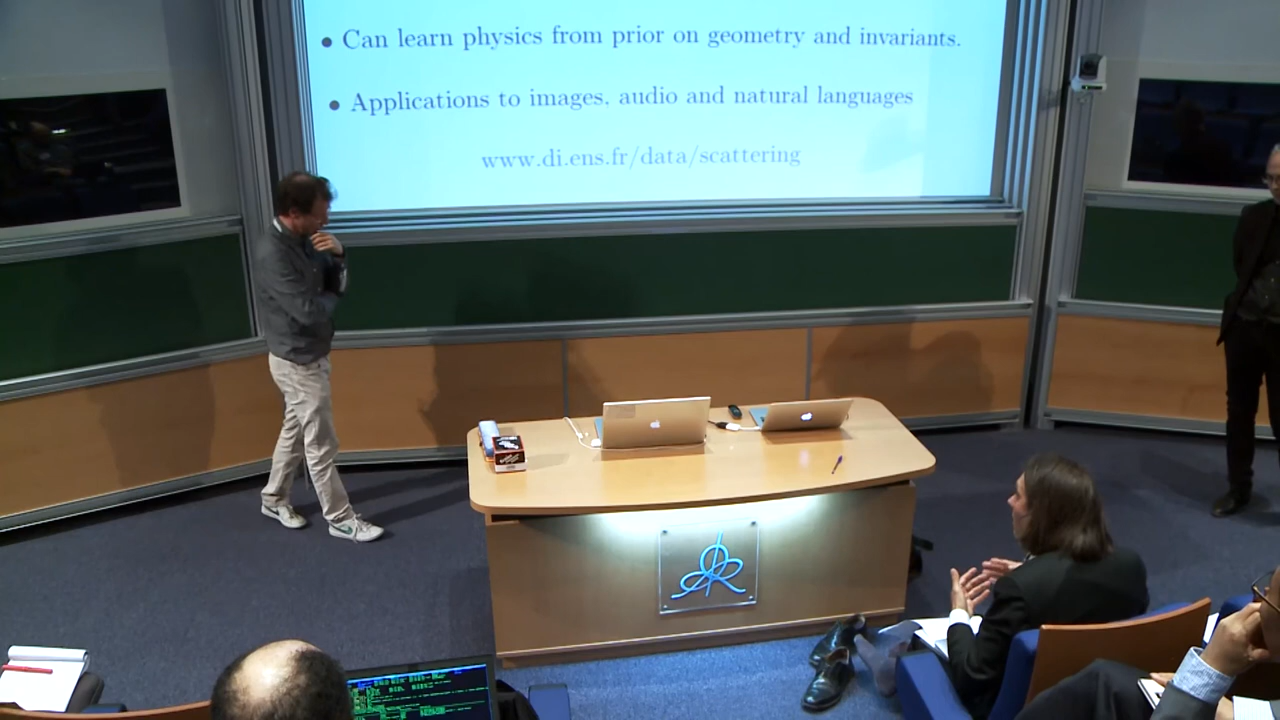 • Can learn physics from prior on geometry and invariants.
• Applications to images, audio and natural languages
www.di.ens.fr/data/scattering